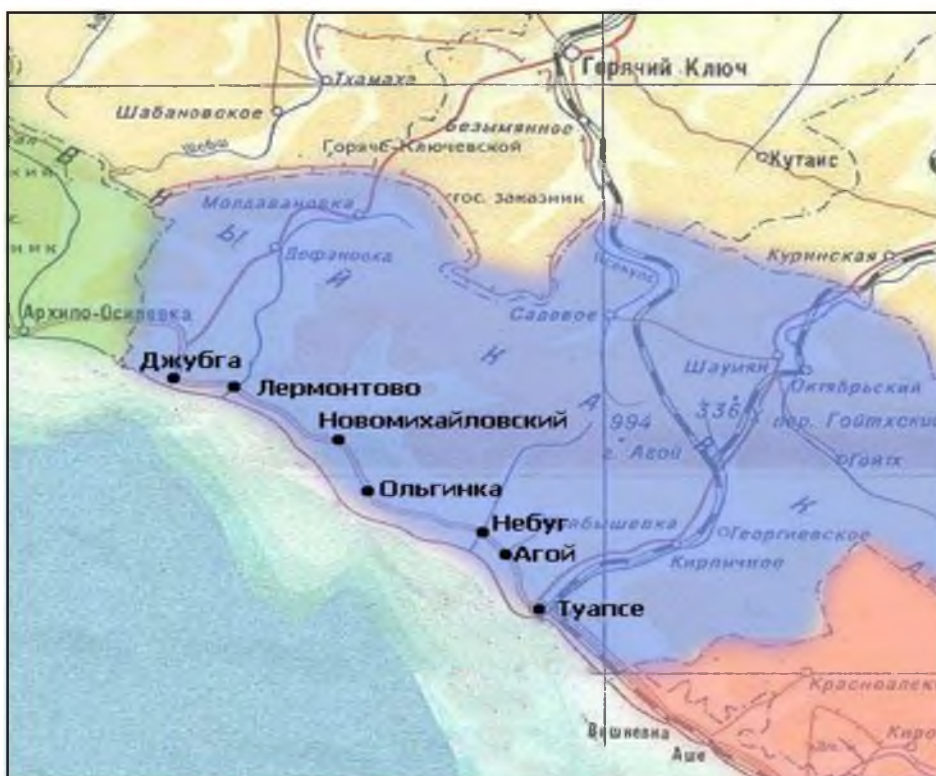 Горячий Ключ
Тхамаха
Шабановское
Безымянное
Шебш
Горяче-Ключевской
Кутаис
гос. заказник
Молдавановка
Дефановка
Куринская
Садовое
Архипо-Осиповка
Джубга
Шаумян
Лермонтово
Октябрьский
Новомихайловский
994
336
пер. Гойтхский
г. Агой
Гойтх
Ольгинка
Небуг
Агой
Георгиевское
Кирпичное
Туапсе
Вишневка
Аше